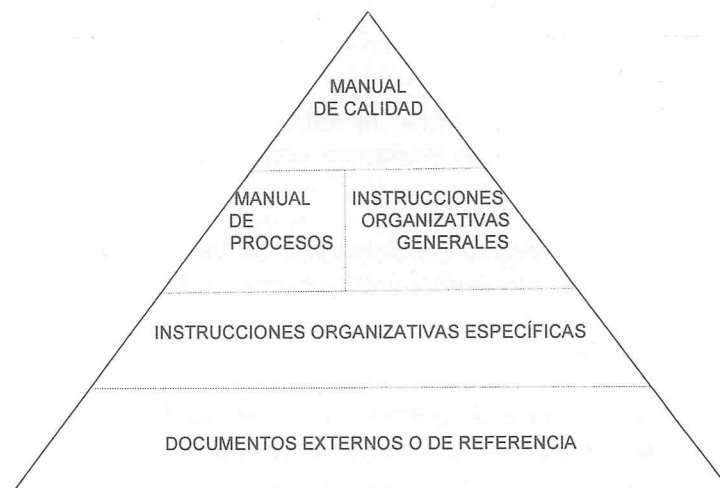 MANUAL
DE CALIDAD
MANUAL
DE
PROCESOS
INSTRUCCIONES
ORGANIZATIVAS
GENERALES
INSTRUCCIONES ORGANIZATIVAS ESPECÍFICAS
DOCUMENTOS EXTERNOS O DE REFERENCIA